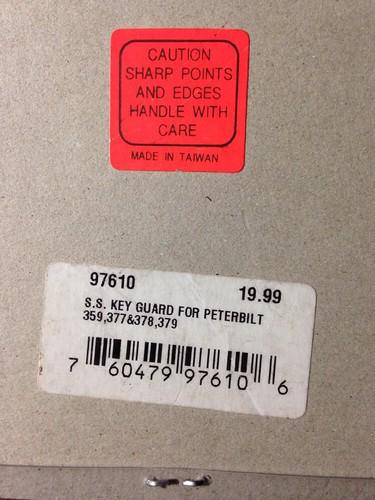 CAUTION
SHARP POINTS
AND EDGES
HANDLE WITH
CARE
MADE IN TAIWAN
97610 19.99
S.S. KEY GUARD FOR PETERBILT
359,377&378,379
7 60479 97610 6